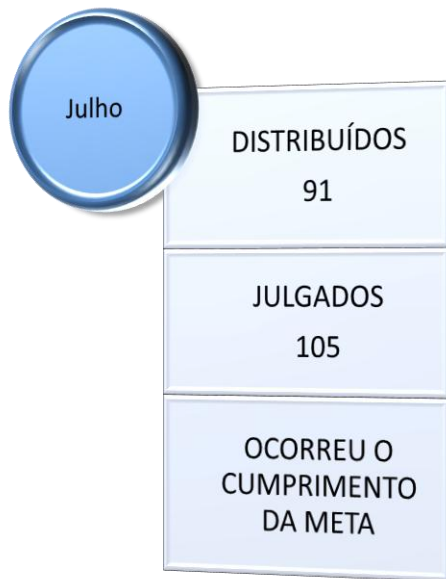 Julho
DISTRIBUÍDOS
91
JULGADOS
105
OCORREU O
CUMPRIMENTO
DA META